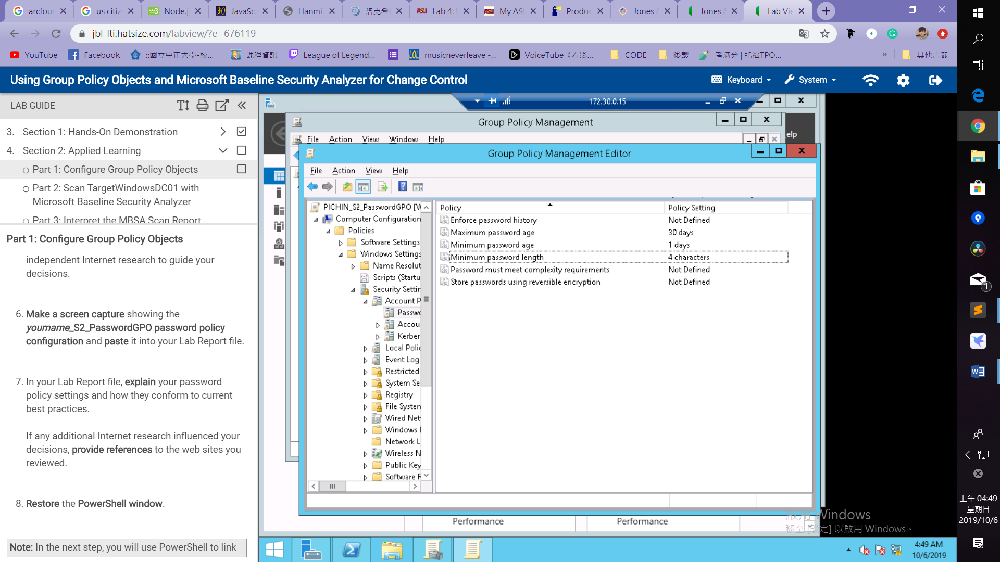 arcfour
us citiz
Node.j
30 JavaSc
Hanmi
洛克希
ASU Lab 4:
ASU My AS
Produc
Jones &
Jones &
Lab Vie
jbl-lti.hatsize.com/labview/?e=676119
YouTube
Facebook
::國立中正大學-校...
課程資訊
League of Legend...
LOL musicneverleave -...
VoiceTube《看影...
CODE
後製
考满分 | 托福TPO...
»
其他書籤
Using Group Policy Objects and Microsoft Baseline Security Analyzer for Change Control
Keyboard
System
LAB GUIDE
3. Section 1: Hands-On Demonstration
4. Section 2: Applied Learning
Part 1: Configure Group Policy Objects
Part 2: Scan TargetWindowsDC01 with
Microsoft Baseline Security Analyzer
Part 3: Interpret the MBSA Scan Report
Part 1: Configure Group Policy Objects
independent Internet research to guide your
decisions.
6. Make a screen capture showing the
yourname_S2_PasswordGPO password policy
configuration and paste it into your Lab Report file.
7. In your Lab Report file, explain your password
policy settings and how they conform to current
best practices.
If any additional Internet research influenced your
decisions, provide references to the web sites you
reviewed.
8. Restore the PowerShell window.
Note: In the next step, you will use PowerShell to link
172.30.0.15
Group Policy Management
File Action View Window Help
elp
Group Policy Management Editor
File Action View Help
PICHIN_S2_PasswordGPO [W
Computer Configuration
Policies
Software Settings
Windows Settings
Name Resolut
Scripts (Startu
Security Settin
Account P
Passwo
Accou
Kerber
Local Polic
Event Log
Restricted
System Se
Registry
File System
Wired Net
Windows F
Network L
Wireless N
Public Key
Software R
Policy Policy Setting
Enforce password history Not Defined
Maximum password age 30 days
Minimum password age 1 days
Minimum password length 4 characters
Password must meet complexity requirements Not Defined
Store passwords using reversible encryption Not Defined
Performance
Performance
啟用 Windows
移至 [設定] 以啟用 Windows。
4:49 AM
10/6/2019
1
上午 04:49
星期日
2019/10/6